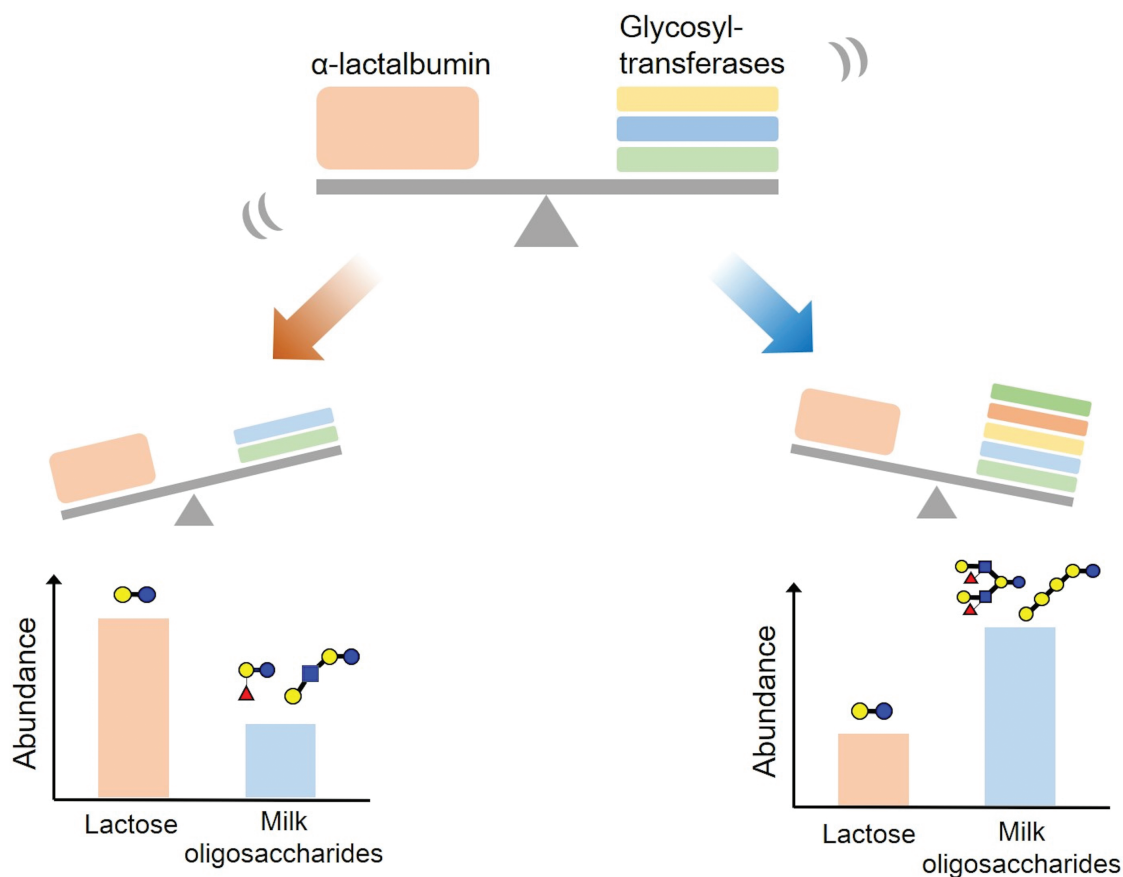 Glycosyl-
transferases
α-lactalbumin
Abundance
Lactose
Milk
oligosaccharides
Abundance
Lactose
Milk
oligosaccharides